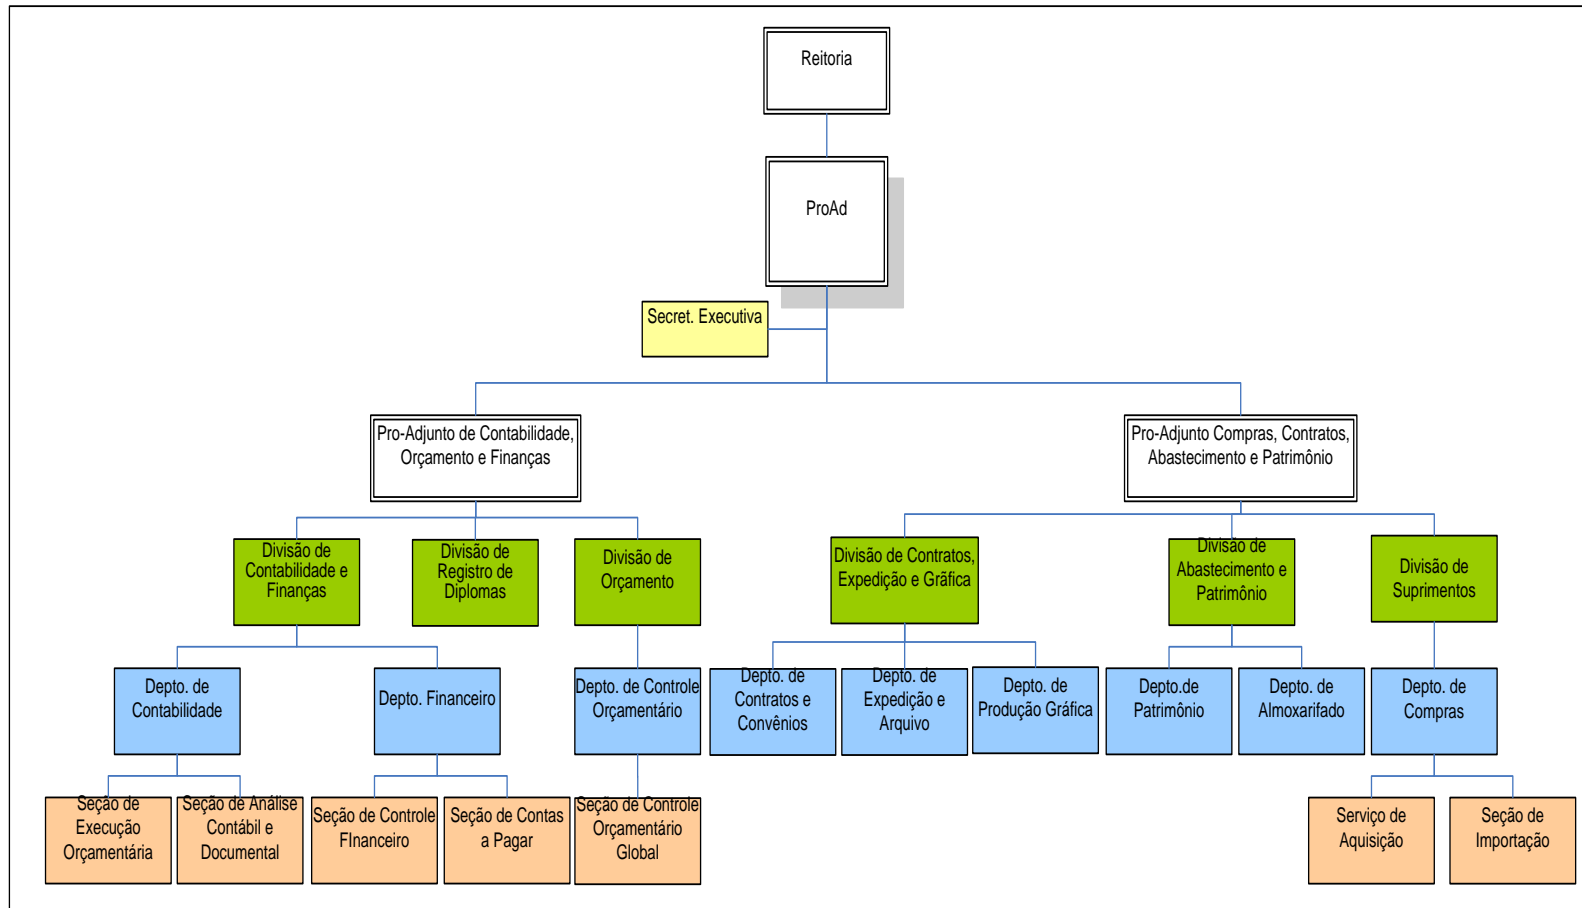 Reitoria
ProAd
Secret. Executiva
Pro-Adjunto de Contabilidade,
Orçamento e Finanças
Pro-Adjunto Compras, Contratos,
Abastecimento e Patrimônio
Divisão de
Contabilidade e
Finanças
Divisão de
Registro de
Diplomas
Divisão de
Orçamento
Divisão de Contratos,
Expedição e Grãfica
Divisão de
Abastecimento e
Patrimônio
Divisão de
Suprimentos
Depto. de
Contabilidade
Depto. Financeiro
Depto. de Controle
Orçamentário
Depto. de
Contratos e
Convênios
Depto. de
Expedição e
Arquivo
Depto. de
Produção Gráfica
Depto.de
Patrimônio
Depto. de
Almoxarifado
Depto. de
Compras
Seção de
Execução
Orçamentária
Seção de Análise
Contábil e
Documental
Seção de Controle
FInanceiro
Seção de Contas
a Pagar
Seção de Controle
Orçamentário
Global
Serviço de
Aquisição
Seção de
Importação